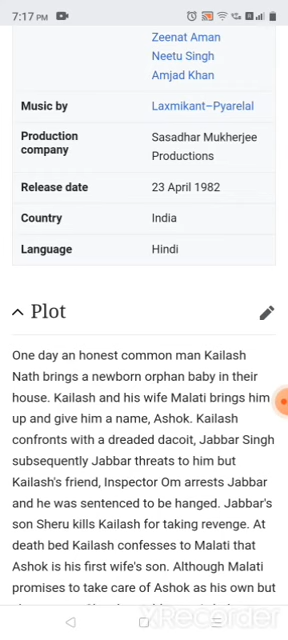 7:17 PM
Zeenat Aman
Neetu Singh
Amjad Khan
Music by Laxmikant–Pyarelal
Production company Sasadhar Mukherjee Productions
Release date 23 April 1982
Country India
Language Hindi
Plot
One day an honest common man Kailash
Nath brings a newborn orphan baby in their
house. Kailash and his wife Malati brings him
up and give him a name, Ashok. Kailash
confronts with a dreaded dacoit, Jabbar Singh
subsequently Jabbar threats to him but
Kailash's friend, Inspector Om arrests Jabbar
and he was sentenced to be hanged. Jabbar's
son Sheru kills Kailash for taking revenge. At
death bed Kailash confesses to Malati that
Ashok is his first wife's son. Although Malati
promises to take care of Ashok as his own but
XRecorder